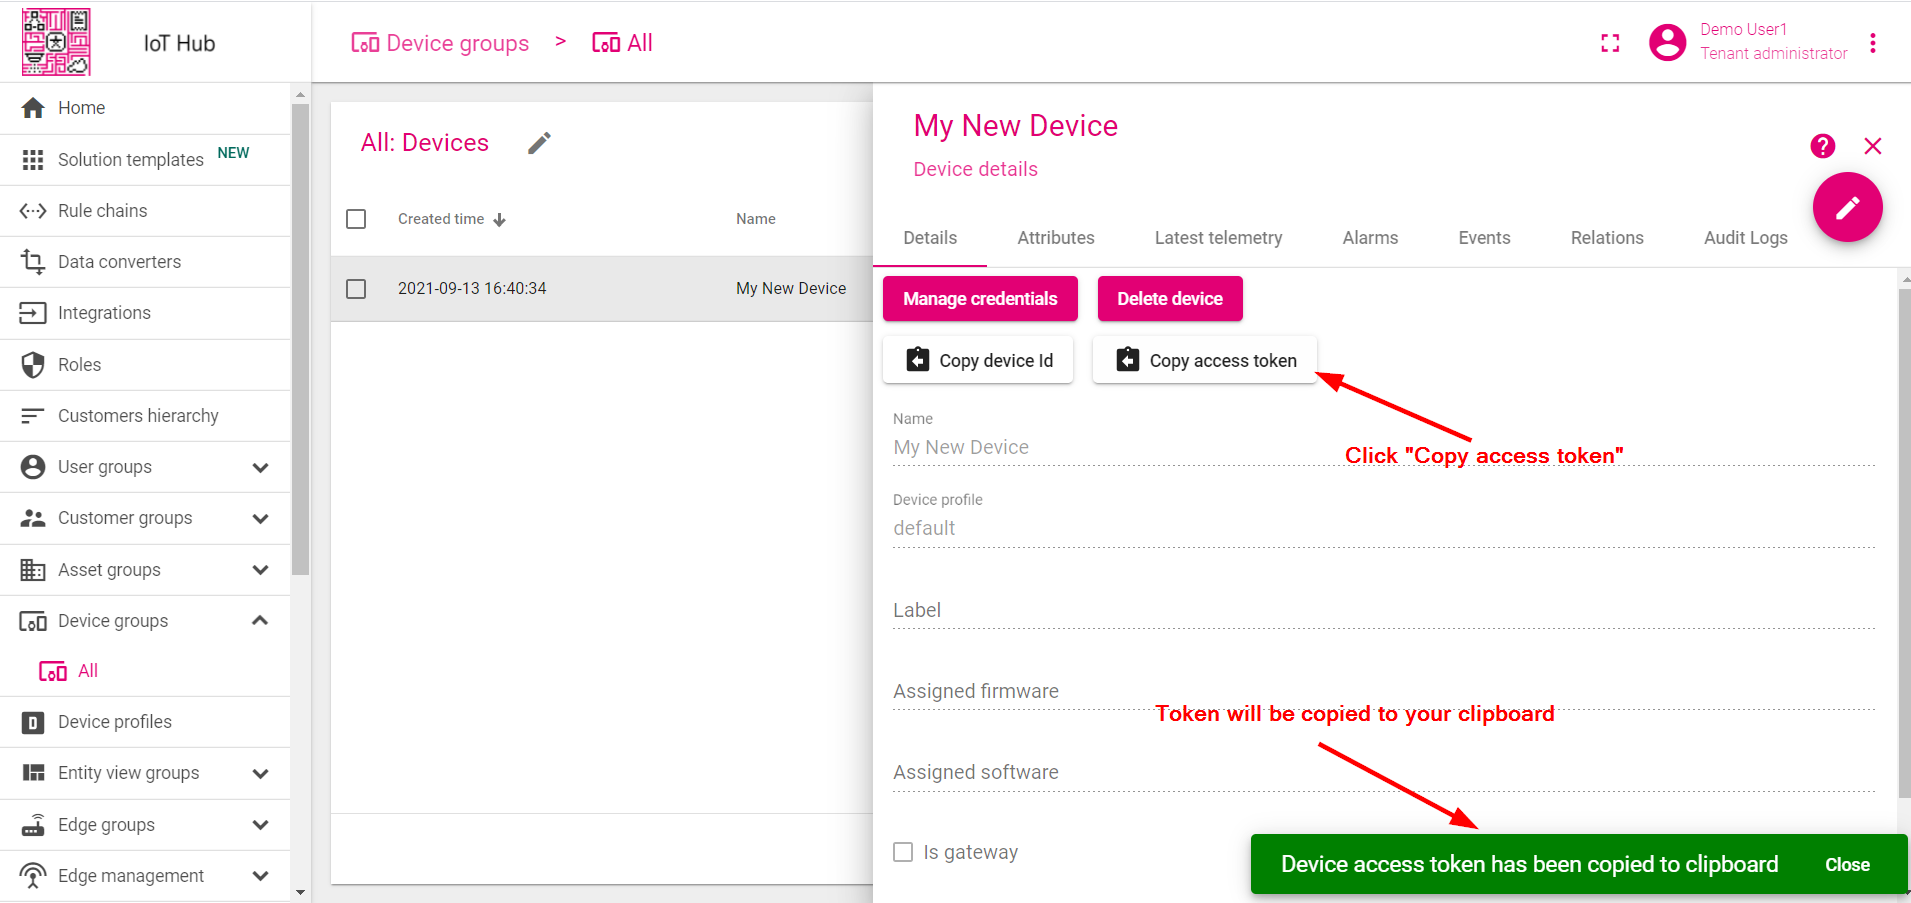 IoT Hub
Device groups > All
Demo User1
Tenant administrator
Home
Solution templates NEW
Rule chains
Data converters
Integrations
Roles
Customers hierarchy
User groups
Customer groups
Asset groups
Device groups
All
Device profiles
Entity view groups
Edge groups
Edge management
All: Devices
Created time Name
2021-09-13 16:40:34 My New Device
My New Device
Device details
Details Attributes Latest telemetry Alarms Events Relations Audit Logs
Manage credentials Delete device
Copy device Id Copy access token
Name
My New Device
Click "Copy access token"
Device profile
default
Label
Assigned firmware
Token will be copied to your clipboard
Assigned software
Is gateway
Device access token has been copied to clipboard Close